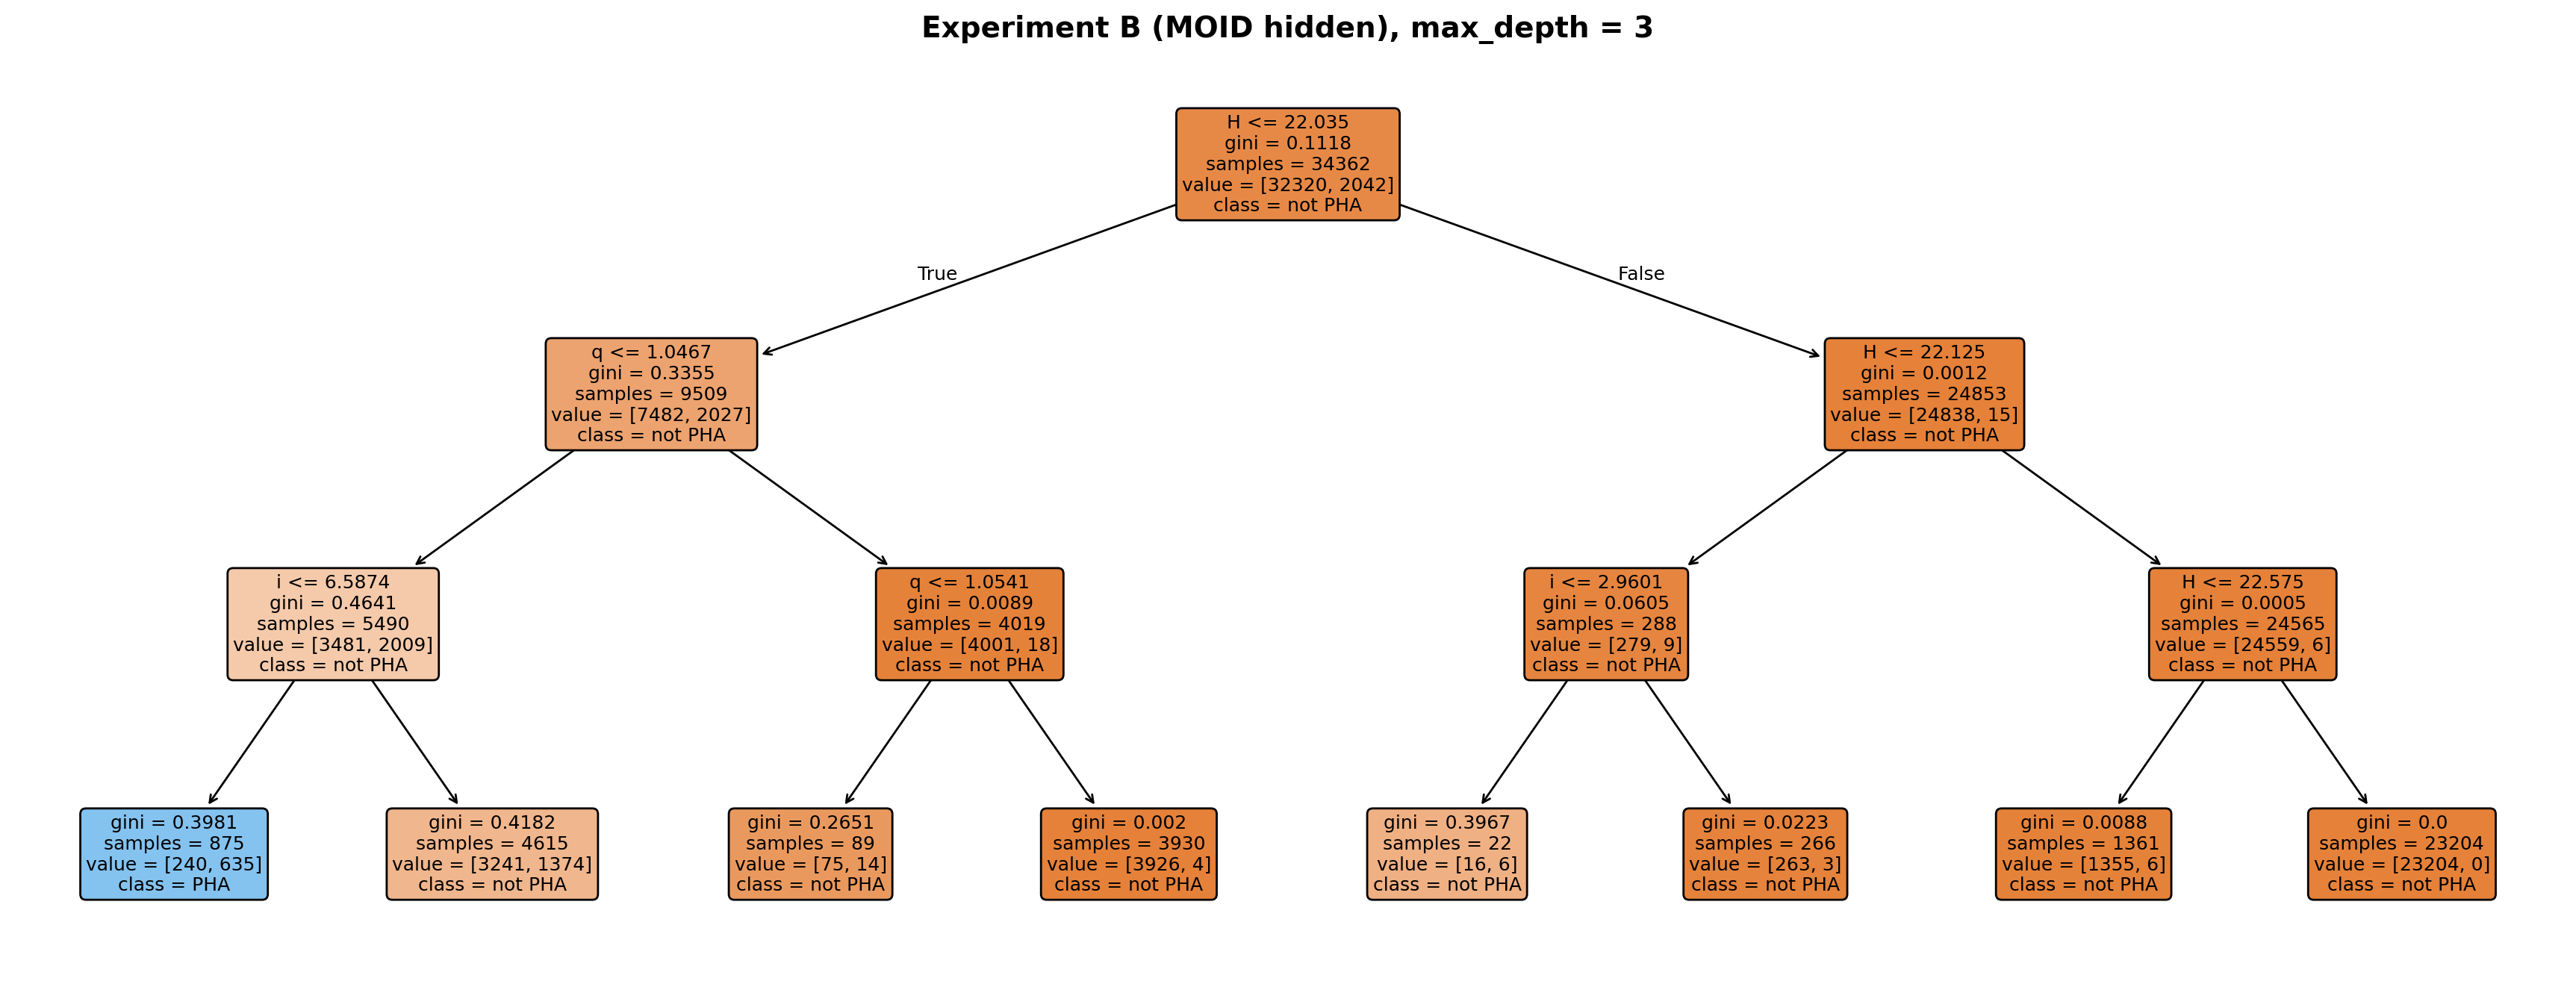 Experiment B (MOID hidden), max_depth = 3
H <= 22.035
gini = 0.1118
samples = 34362
value = [32320, 2042]
class = not PHA
True
False
q <= 1.0467
gini = 0.3355
samples = 9509
value = [7482, 2027]
class = not PHA
H <= 22.125
gini = 0.0012
samples = 24853
value = [24838, 15]
class = not PHA
i <= 6.5874
gini = 0.4641
samples = 5490
value = [3481, 2009]
class = not PHA
q <= 1.0541
gini = 0.0089
samples = 4019
value = [4001, 18]
class = not PHA
i <= 2.9601
gini = 0.0605
samples = 288
value = [279, 9]
class = not PHA
H <= 22.575
gini = 0.0005
samples = 24565
value = [24559, 6]
class = not PHA
gini = 0.3981
samples = 875
value = [240, 635]
class = PHA
gini = 0.4182
samples = 4615
value = [3241, 1374]
class = not PHA
gini = 0.2651
samples = 89
value = [75, 14]
class = not PHA
gini = 0.002
samples = 3930
value = [3926, 4]
class = not PHA
gini = 0.3967
samples = 22
value = [16, 6]
class = not PHA
gini = 0.0223
samples = 266
value = [263, 3]
class = not PHA
gini = 0.0088
samples = 1361
value = [1355, 6]
class = not PHA
gini = 0.0
samples = 23204
value = [23204, 0]
class = not PHA